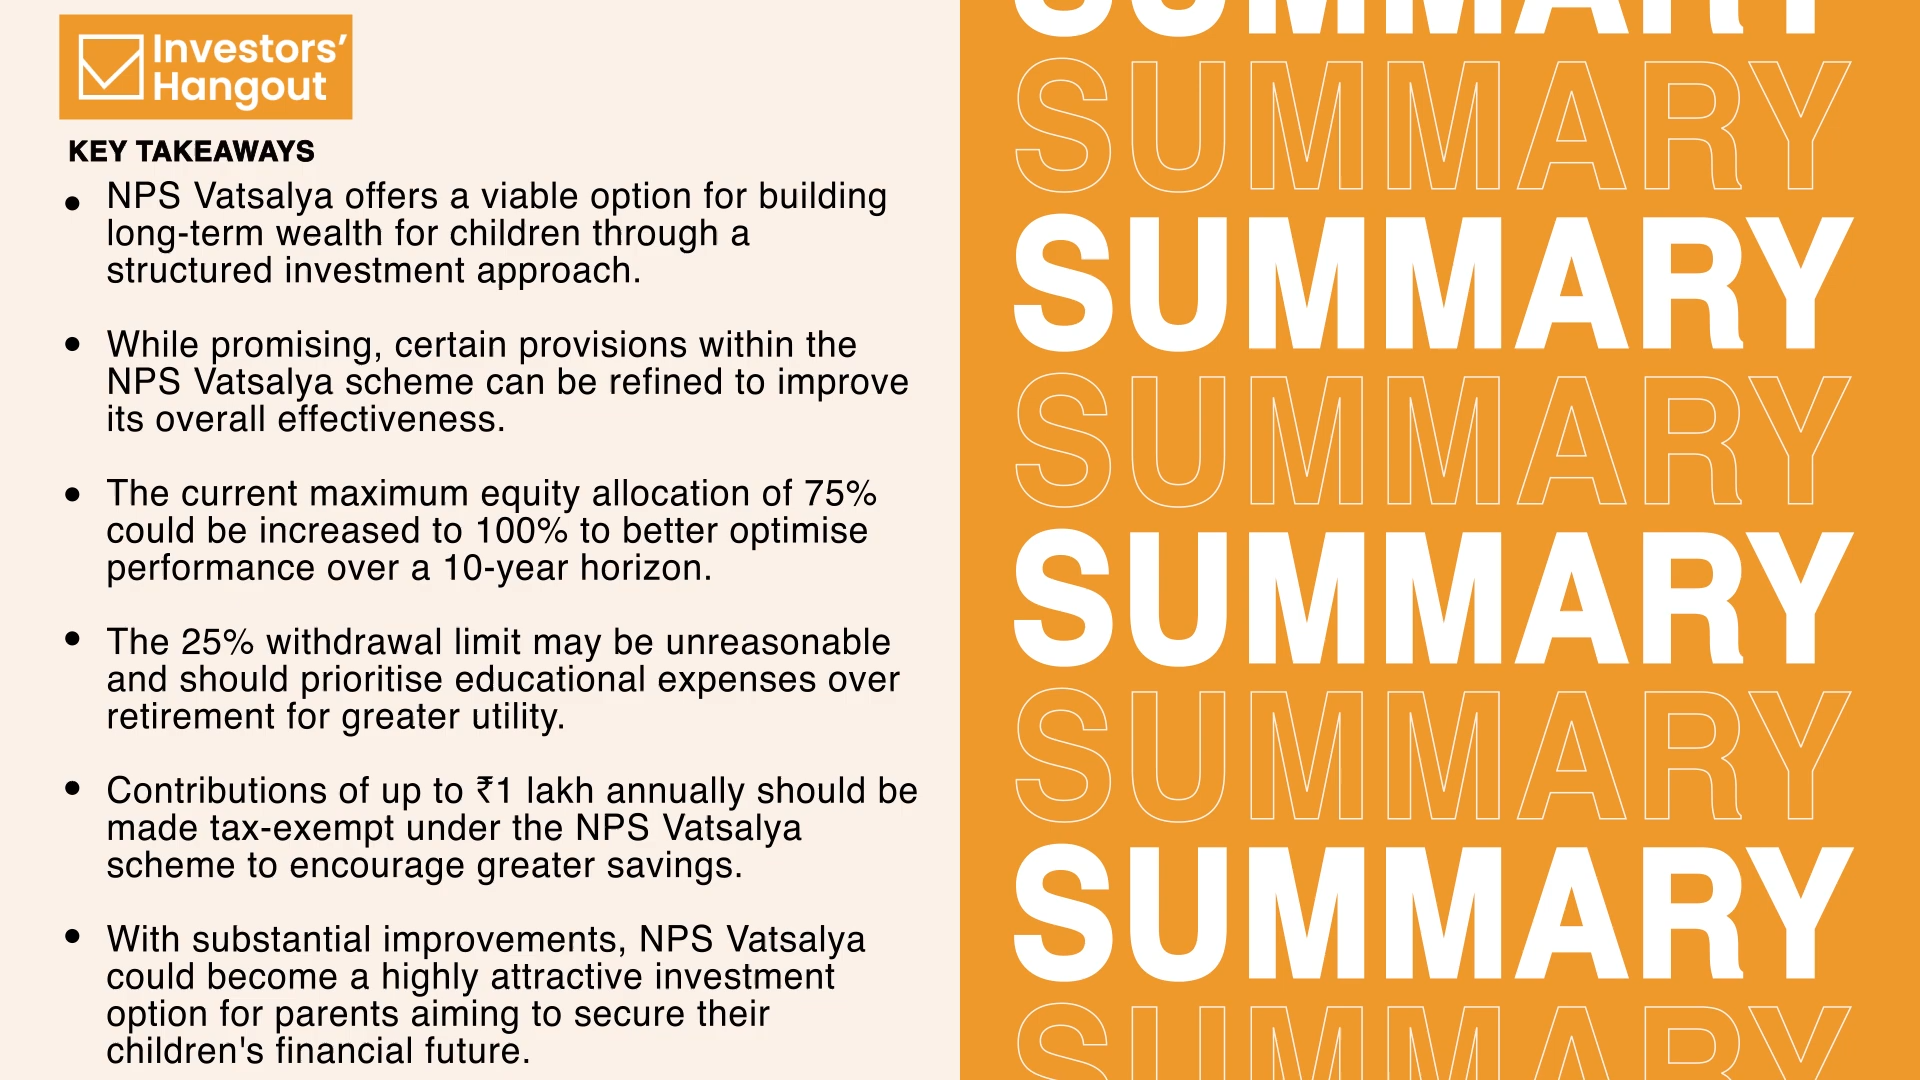 Investors’
Hangout
KEY TAKEAWAYS
• NPS Vatsalya offers a viable option for building
long-term wealth for children through a
structured investment approach.
• While promising, certain provisions within the
NPS Vatsalya scheme can be refined to improve
its overall effectiveness.
• The current maximum equity allocation of 75%
could be increased to 100% to better optimise
performance over a 10-year horizon.
• The 25% withdrawal limit may be unreasonable
and should prioritise educational expenses over
retirement for greater utility.
• Contributions of up to ₹1 lakh annually should be
made tax-exempt under the NPS Vatsalya
scheme to encourage greater savings.
• With substantial improvements, NPS Vatsalya
could become a highly attractive investment
option for parents aiming to secure their
children's financial future.
SUMMARY
SUMMARY
SUMMARY
SUMMARY
SUMMARY
SUMMARY
SUMMARY
SUMMARY